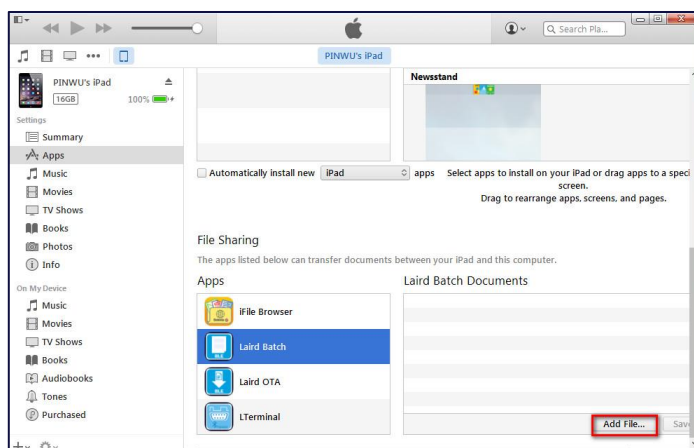 Search Pla...
PINWU's iPad
PINWU's iPad
16GB
100%
Settings
Summary
Apps
Music
Movies
TV Shows
Books
Photos
Info
On My Device
Music
Movies
TV Shows
Books
Audiobooks
Tones
Purchased
Newsstand
Automatically install new iPad apps
Select apps to install on your iPad or drag apps to a speci
screen.
Drag to rearrange apps, screens, and pages.
File Sharing
The apps listed below can transfer documents between your iPad and this computer.
Apps
iFile Browser
Laird Batch
Laird OTA
LTerminal
Laird Batch Documents
Add File...
Save